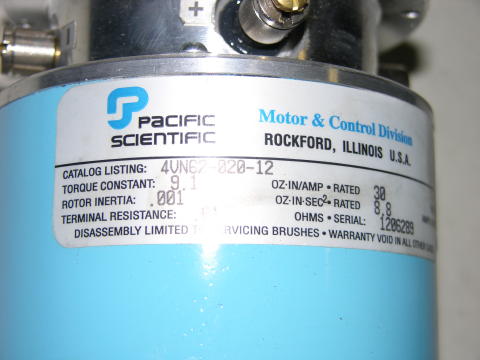 +
PACIFIC
SCIENTIFIC
Motor & Control Division
ROCKFORD, ILLINOIS U.S.A.
CATALOG LISTING: 4VN62-020-12
TORQUE CONSTANT: 9.1 OZ·IN/AMP • RATED 30
ROTOR INERTIA: .001 OZ·IN·SEC² • RATED 8.8
TERMINAL RESISTANCE: OHMS • SERIAL: 1206289
DISASSEMBLY LIMITED SERVICING BRUSHES • WARRANTY VOID IN ALL OTHER